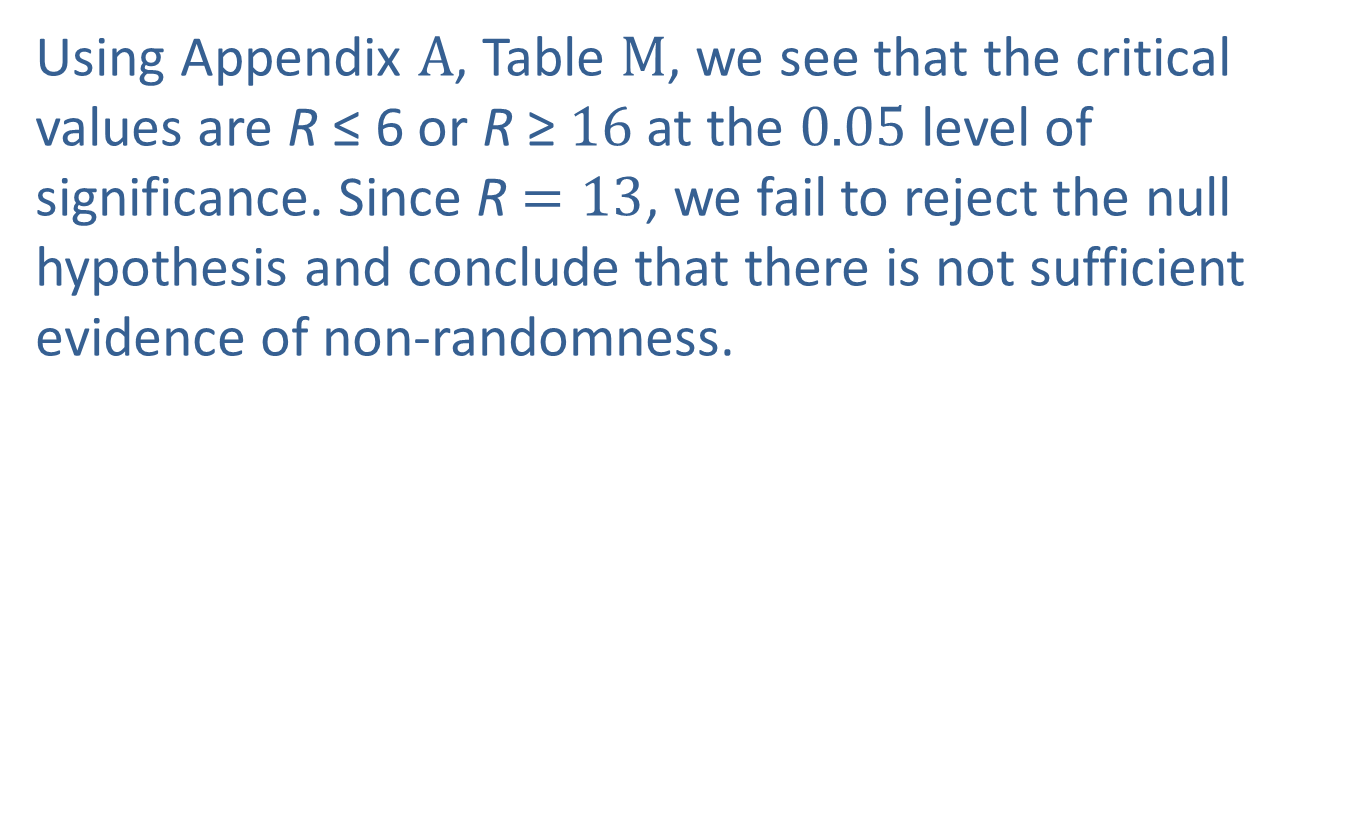 Using Appendix A, Table M, we see that the critical
values are R ≤ 6 or R ≥ 16 at the 0.05 level of
significance. Since R = 13, we fail to reject the null
hypothesis and conclude that there is not sufficient
evidence of non-randomness.